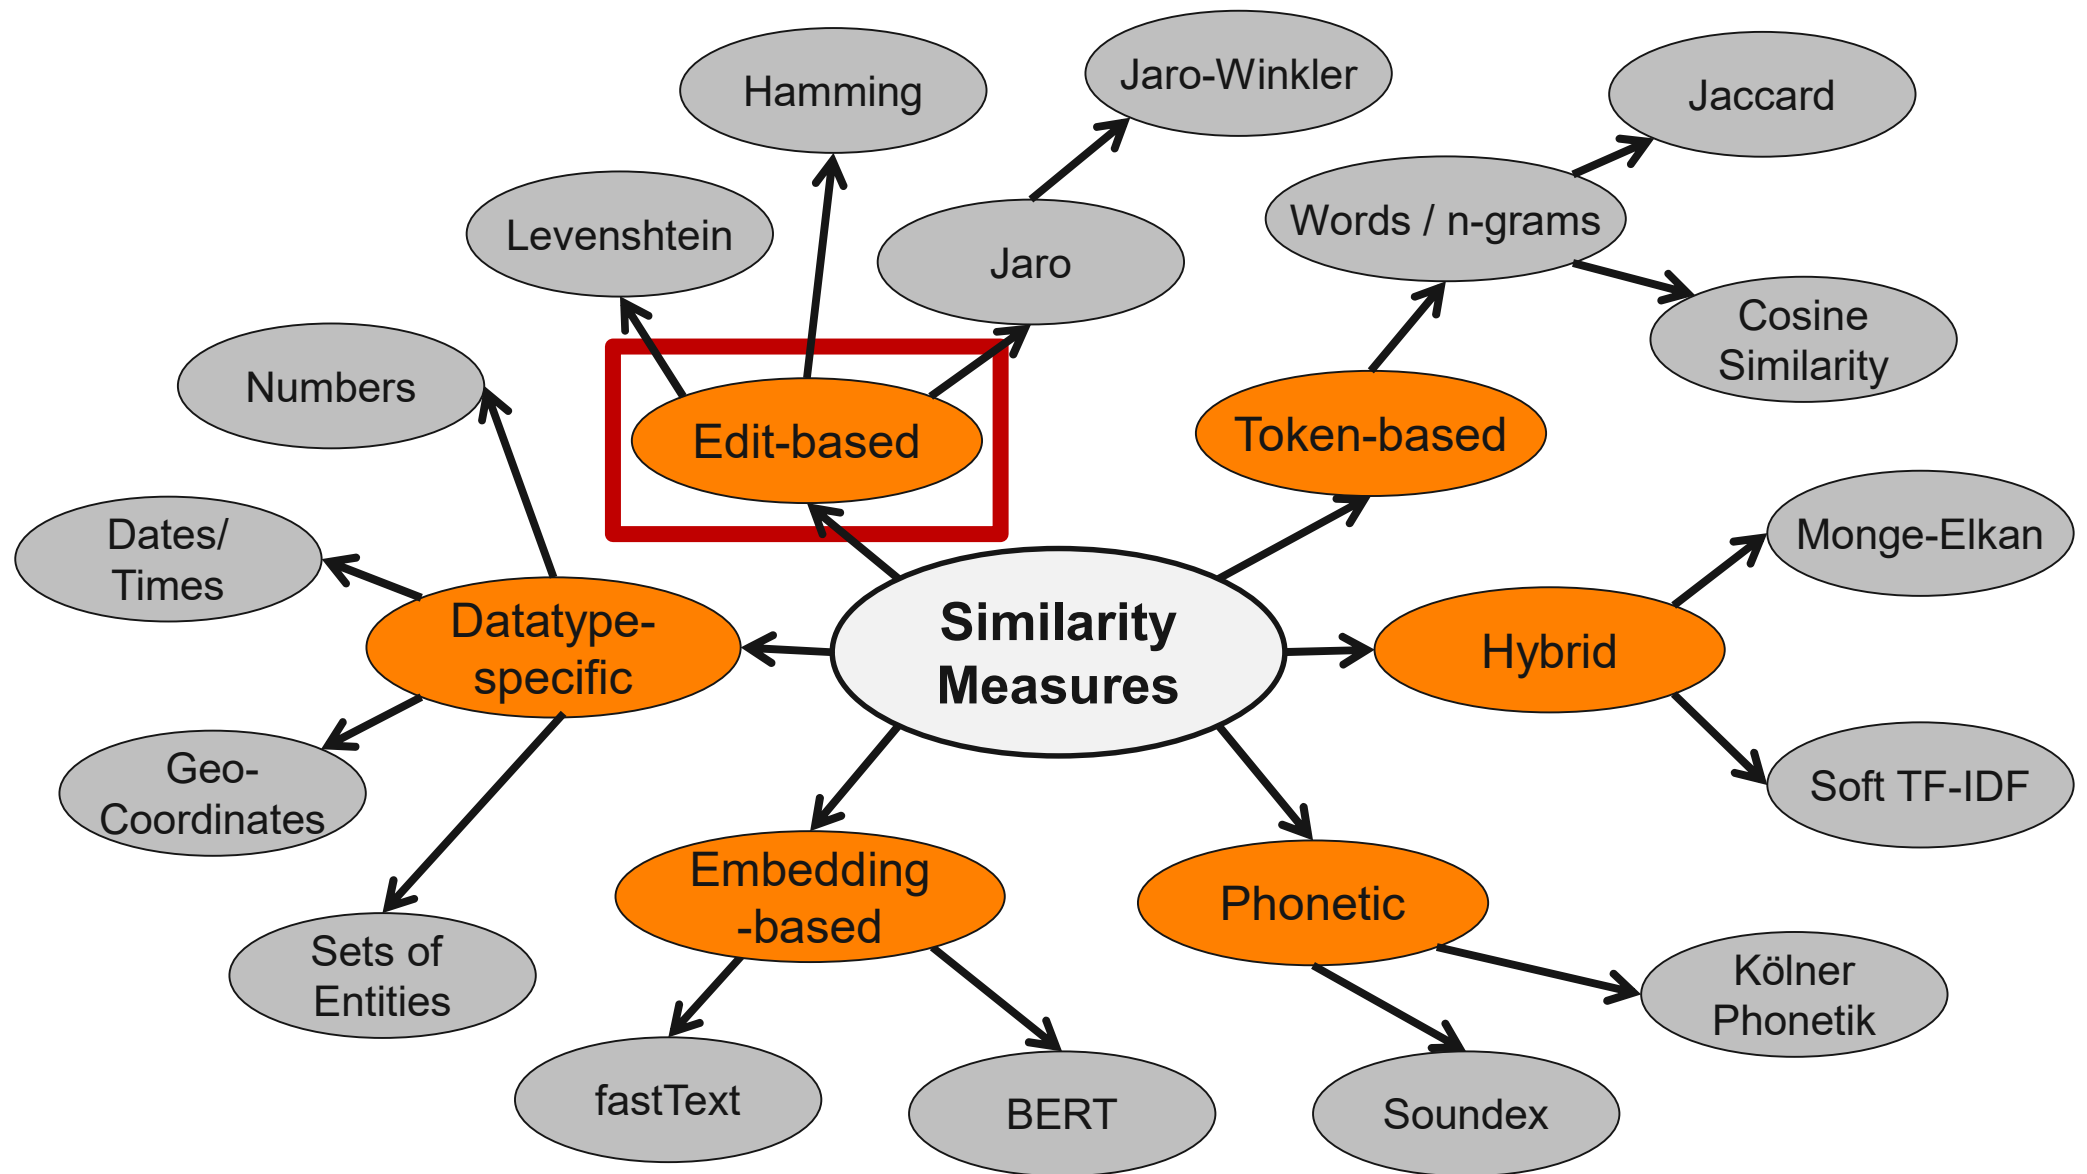 Hamming
Jaro-Winkler
Jaccard
Levenshtein
Jaro
Words / n-grams
Cosine
Similarity
Numbers
Edit-based
Token-based
Dates/
Times
Monge-Elkan
Datatype-
specific
Similarity
Measures
Hybrid
Geo-
Coordinates
Soft TF-IDF
Embedding
-based
Phonetic
Sets of
Entities
Kölner
Phonetik
fastText
BERT
Soundex